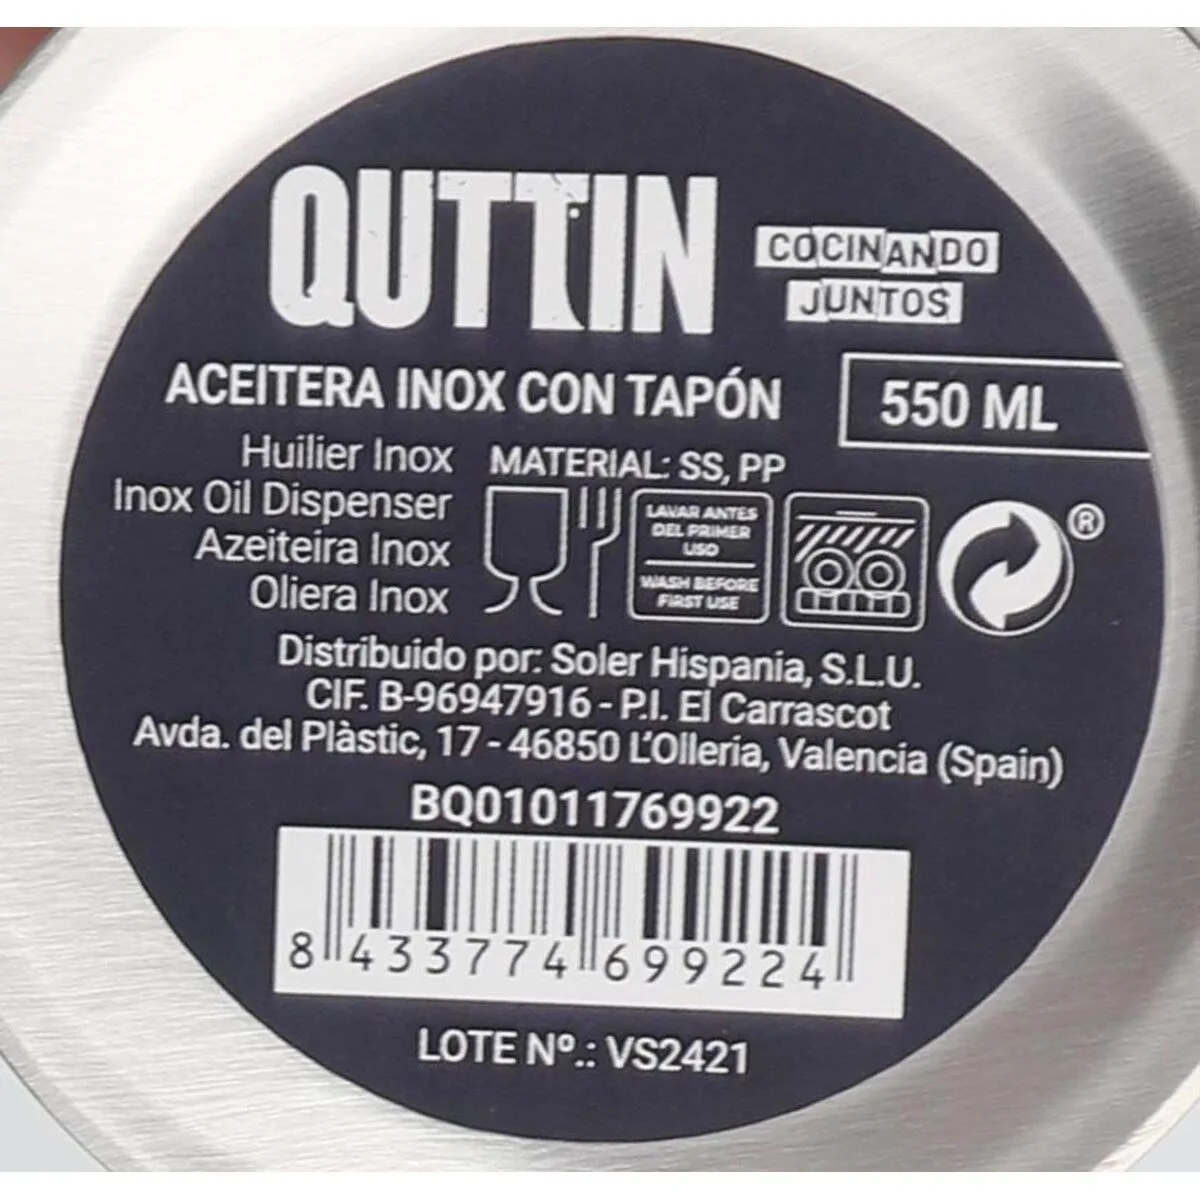 QUTTIN
COCINANDO
JUNTOS
ACEITERA INOX CON TAPÓN
550 ML
Huilier Inox
Inox Oil Dispenser
Azeiteira Inox
Oliera Inox
MATERIAL: SS, PP
LAVAR ANTES
DEL PRIMER
USO
WASH BEFORE
FIRST USE
®
Distribuido por: Soler Hispania, S.L.U.
CIF. B-96947916 - P.I. El Carrascot
Avda. del Plàstic, 17 - 46850 L'Olleria, Valencia (Spain)
BQ01011769922
8 433774 699224
LOTE Nº.: VS2421